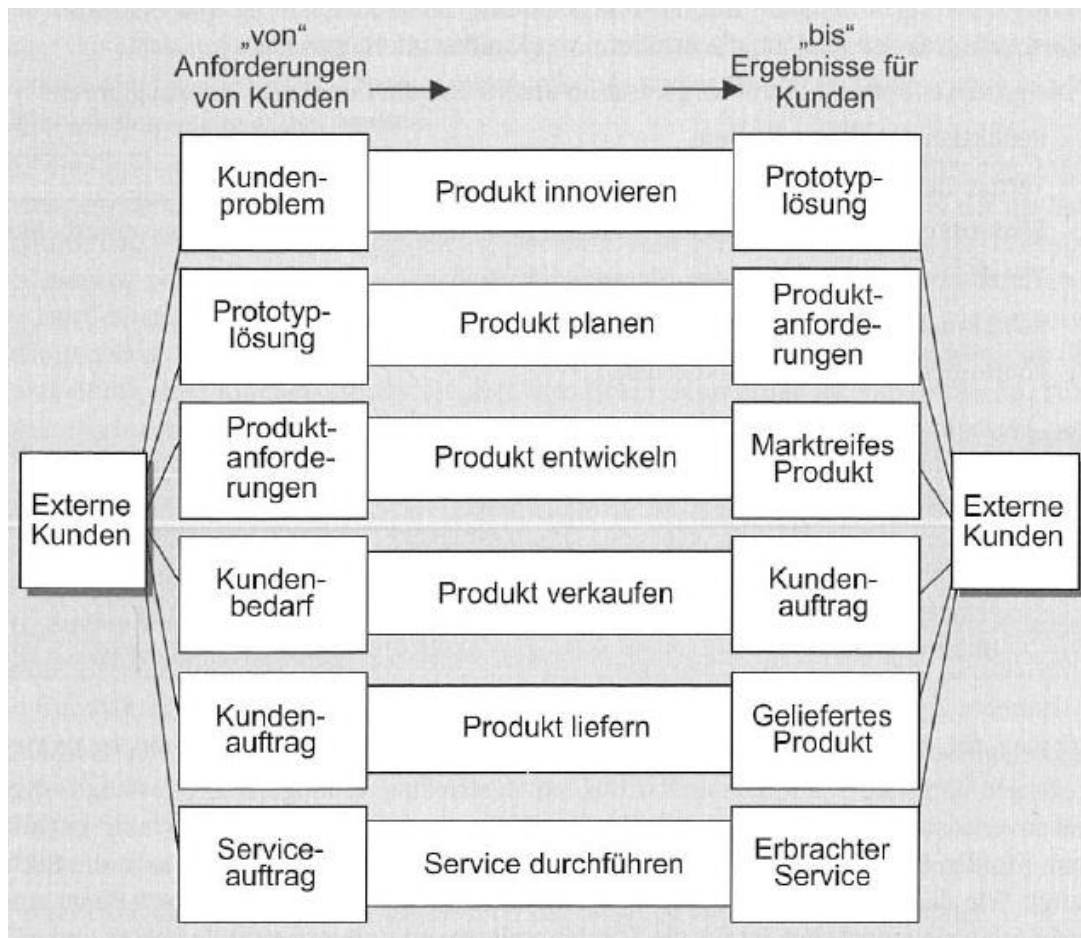 „von“
Anforderungen
von Kunden
„bis“
Ergebnisse für
Kunden
Kunden-
problem
Produkt innovieren
Prototyp-
lösung
Prototyp-
lösung
Produkt planen
Produkt-
anforde-
rungen
Produkt-
anforde-
rungen
Produkt entwickeln
Marktreifes
Produkt
Externe
Kunden
Externe
Kunden
Kunden-
bedarf
Produkt verkaufen
Kunden-
auftrag
Kunden-
auftrag
Produkt liefern
Geliefertes
Produkt
Service-
auftrag
Service durchführen
Erbrachter
Service